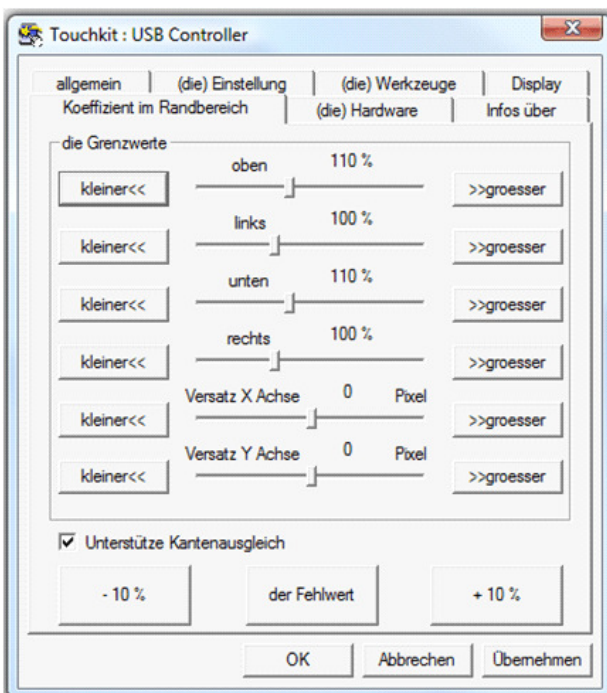 Touchkit : USB Controller
allgemein (die) Einstellung (die) Werkzeuge Display
Koeffizient im Randbereich (die) Hardware Infos über
die Grenzwerte
oben 110 %
kleiner<< >>groesser
links 100 %
kleiner<< >>groesser
unten 110 %
kleiner<< >>groesser
rechts 100 %
kleiner<< >>groesser
Versatz X Achse 0 Pixel
kleiner<< >>groesser
Versatz Y Achse 0 Pixel
kleiner<< >>groesser
Unterstütze Kantenausgleich
- 10 % der Fehlwert + 10 %
OK Abbrechen Übernehmen